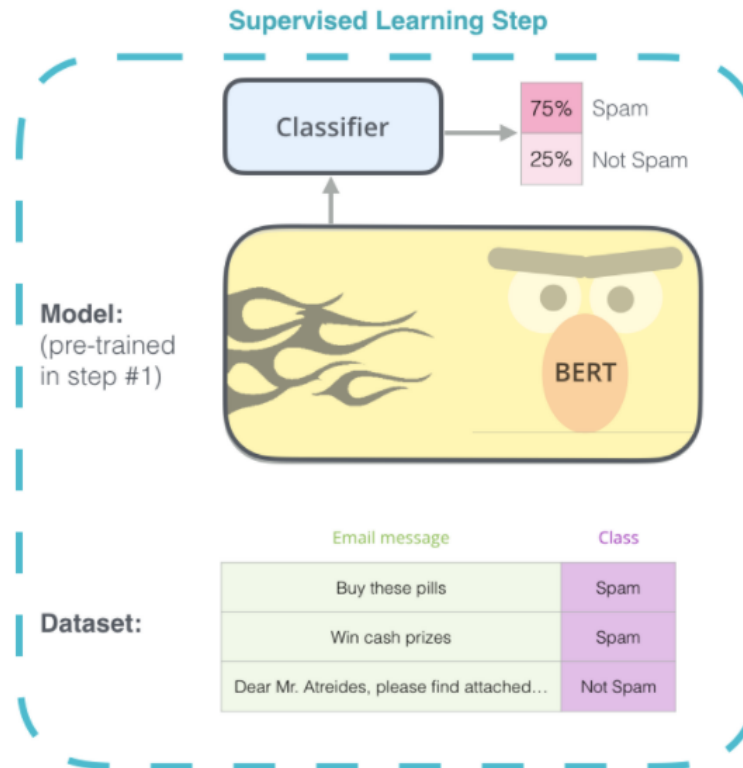 Supervised Learning Step
Classifier
75% Spam
25% Not Spam
Model:
(pre-trained
in step #1)
BERT
Email message Class
Dataset:
Buy these pills Spam
Win cash prizes Spam
Dear Mr. Atreides, please find attached... Not Spam